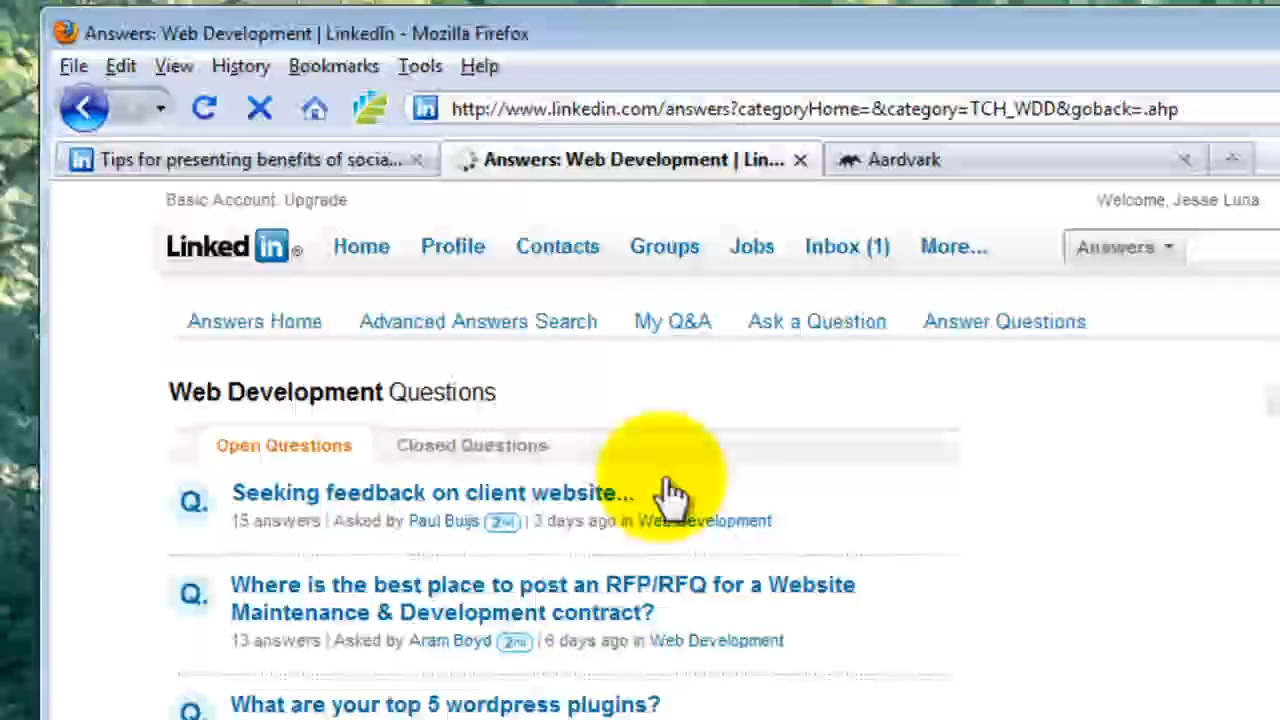 Answers: Web Development | LinkedIn - Mozilla Firefox
File Edit View History Bookmarks Tools Help
http://www.linkedin.com/answers?categoryHome=&category=TCH_WDD&goback=.ahp
Tips for presenting benefits of socia... Answers: Web Development | Lin... Aardvark
Basic Account: Upgrade Welcome, Jesse Luna
Linked in ® Home Profile Contacts Groups Jobs Inbox (1) More... Answers
Answers Home Advanced Answers Search My Q&A Ask a Question Answer Questions
Web Development Questions
Open Questions Closed Questions
Q. Seeking feedback on client website...
15 answers | Asked by Paul Buijs 2nd | 3 days ago in Web Development
Q. Where is the best place to post an RFP/RFQ for a Website
Maintenance & Development contract?
13 answers | Asked by Aram Boyd 2nd | 6 days ago in Web Development
Q. What are your top 5 wordpress plugins?